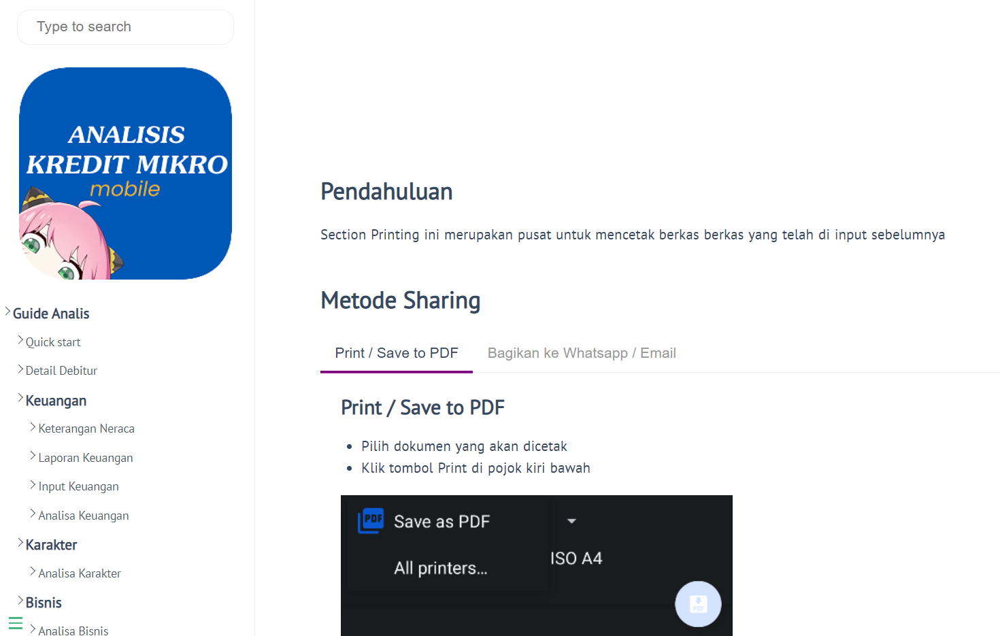 Type to search
ANALISIS
KREDIT MIKRO
mobile
Guide Analis
Quick start
Detail Debitur
Keuangan
Keterangan Neraca
Laporan Keuangan
Input Keuangan
Analisa Keuangan
Karakter
Analisa Karakter
Bisnis
Analisa Bisnis
Pendahuluan
Section Printing ini merupakan pusat untuk mencetak berkas berkas yang telah di input sebelumnya
Metode Sharing
Print / Save to PDF
Bagikan ke Whatsapp / Email
Print / Save to PDF
Pilih dokumen yang akan dicetak
Klik tombol Print di pojok kiri bawah
PDF Save as PDF
All printers...
ISO A4
PDF